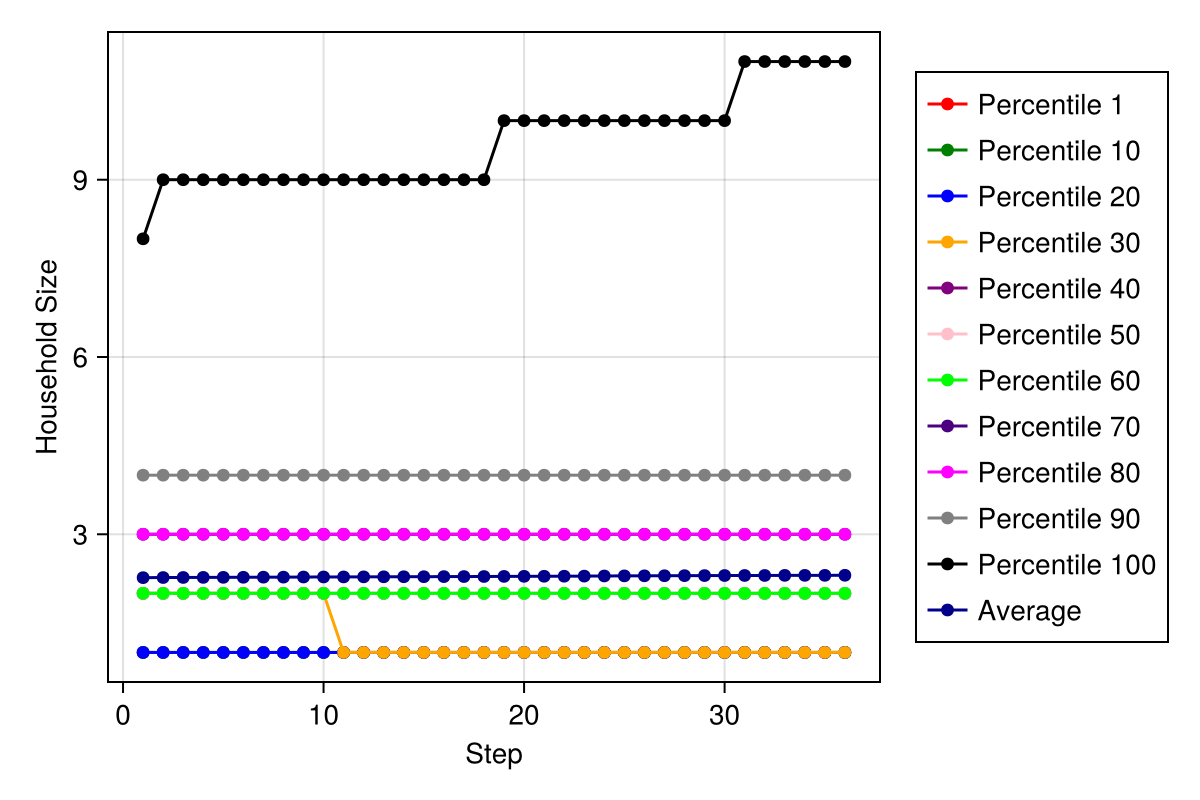 9
6
3
Household Size
0 10 20 30
Step
Percentile 1
Percentile 10
Percentile 20
Percentile 30
Percentile 40
Percentile 50
Percentile 60
Percentile 70
Percentile 80
Percentile 90
Percentile 100
Average